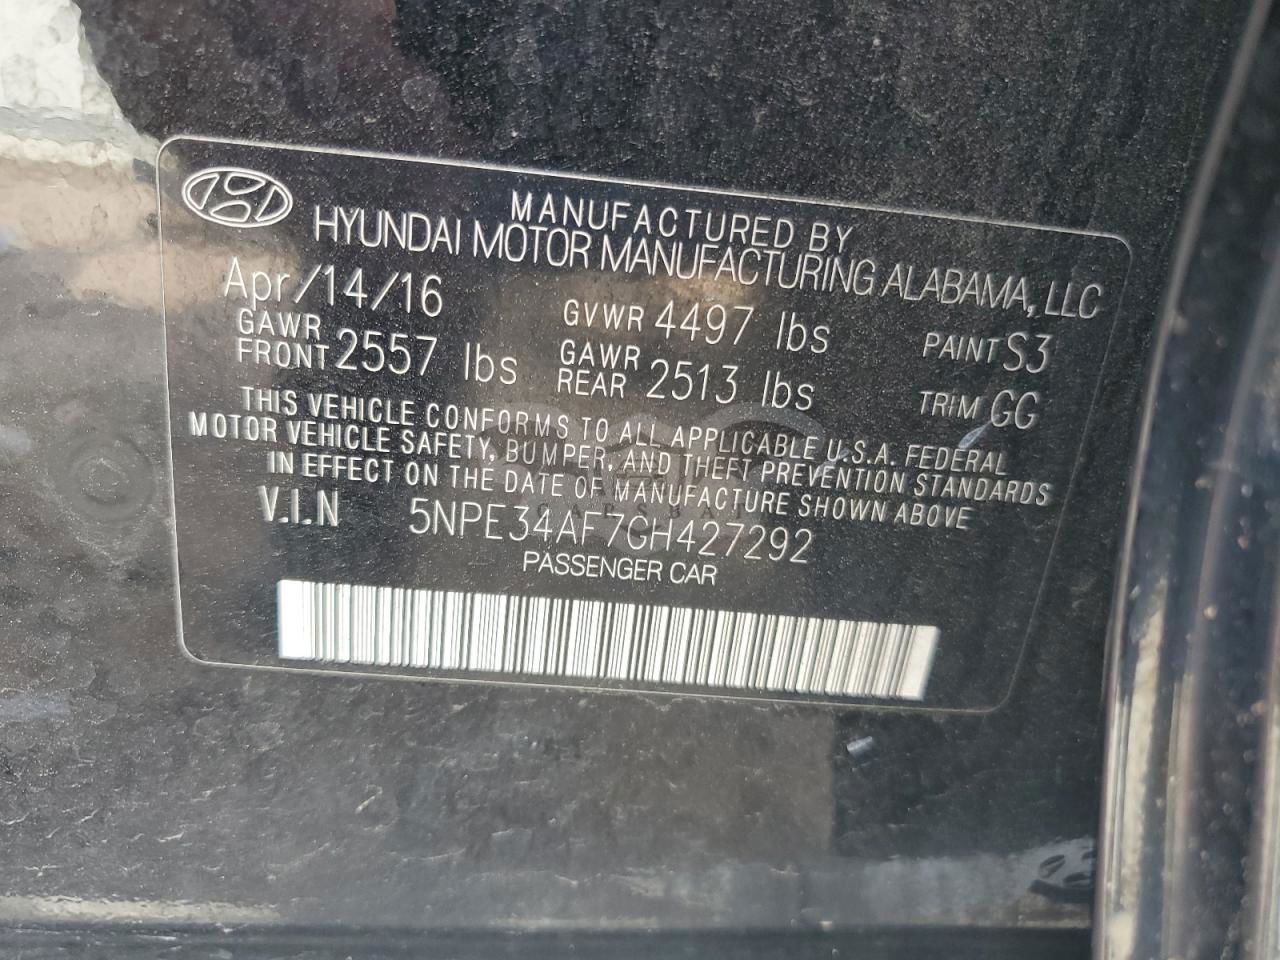 MANUFACTURED BY
HYUNDAI MOTOR MANUFACTURING ALABAMA, LLC
Apr/14/16 GVWR 4497 lbs PAINT S3
GAWR FRONT 2557 lbs GAWR REAR 2513 lbs TRIM GG
THIS VEHICLE CONFORMS TO ALL APPLICABLE U.S.A. FEDERAL
MOTOR VEHICLE SAFETY, BUMPER, AND THEFT PREVENTION STANDARDS
IN EFFECT ON THE DATE OF MANUFACTURE SHOWN ABOVE
V.I.N 5NPE34AF7GH427292
PASSENGER CAR